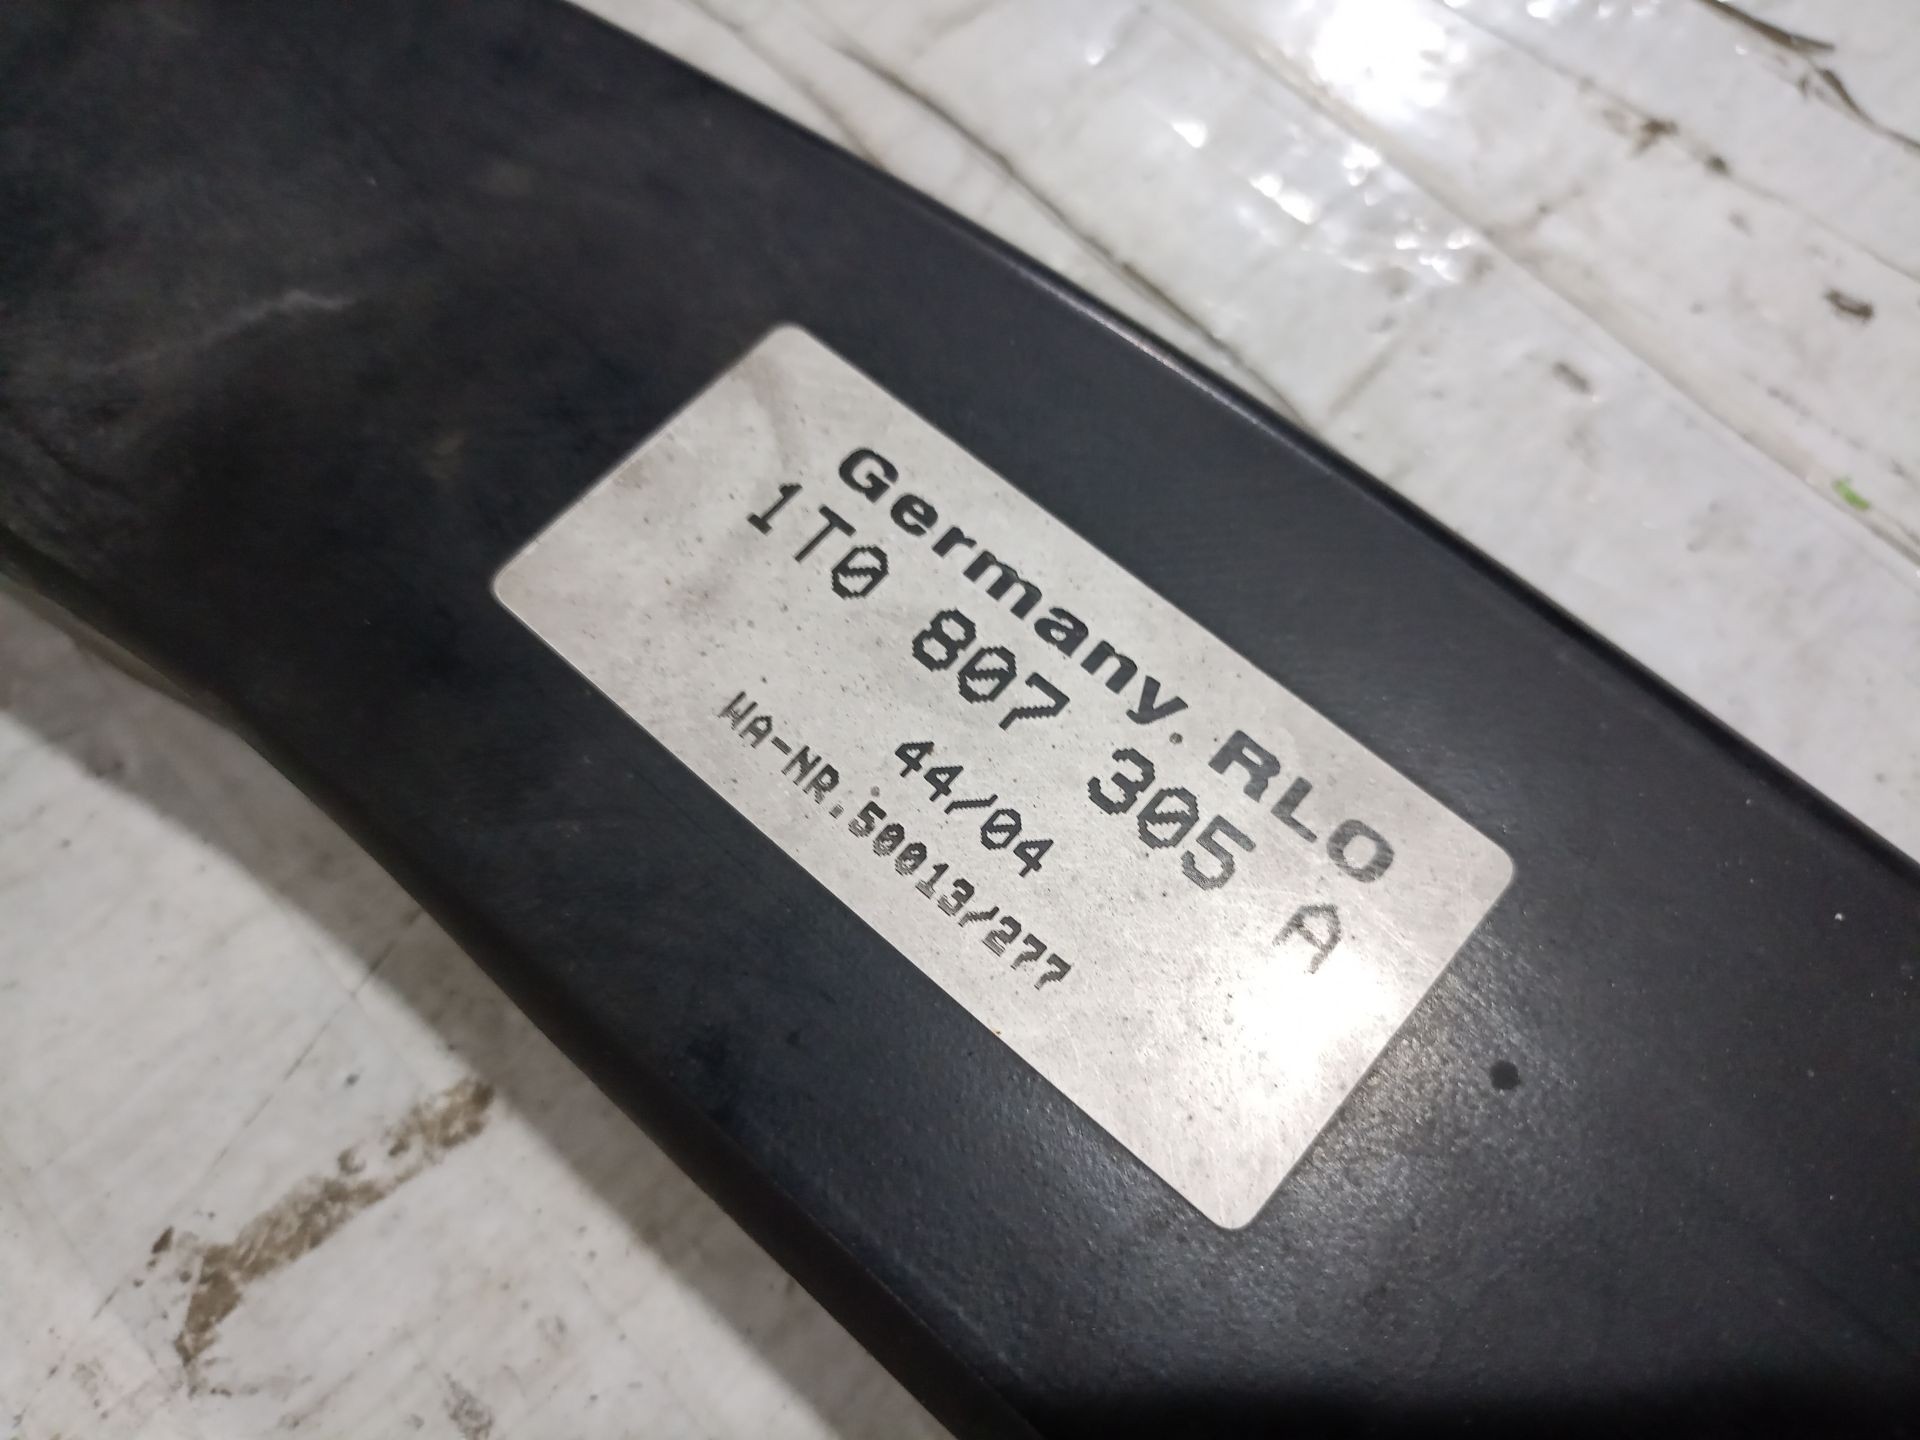 Germany. RLO
1T0 807 305 A
44/04
WA-NR.50013/277